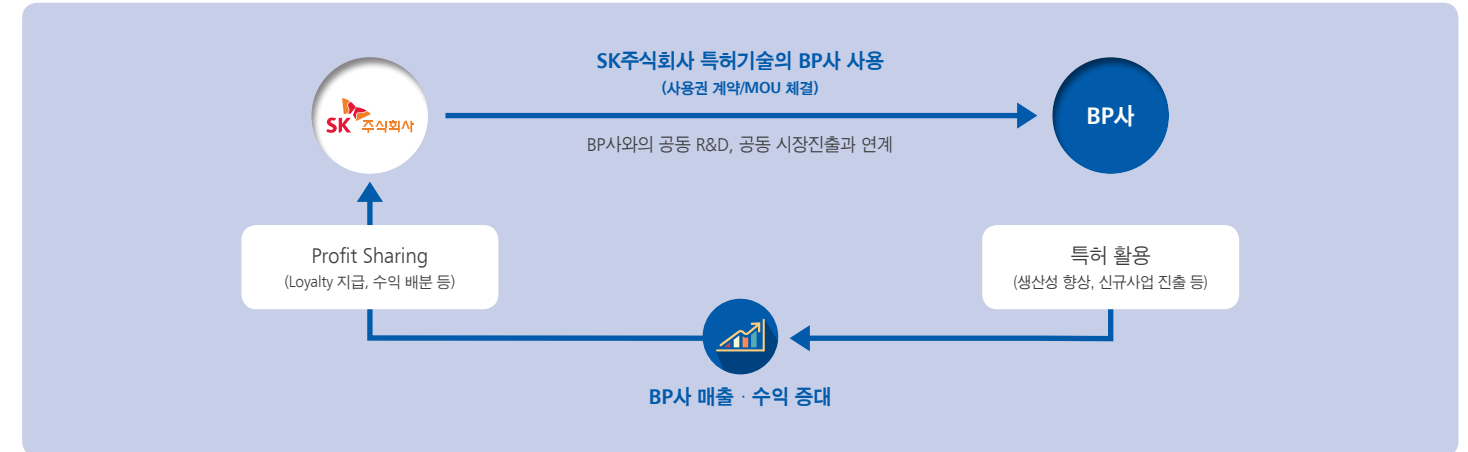 SK주식회사 특허기술의 BP사 사용
(사용권 계약/MOU 체결)
SK 주식회사
BP사
BP사와의 공동 R&D, 공동 시장진출과 연계
Profit Sharing
(Loyalty 지급, 수익 배분 등)
특허 활용
(생산성 향상, 신규사업 진출 등)
BP사 매출 · 수익 증대